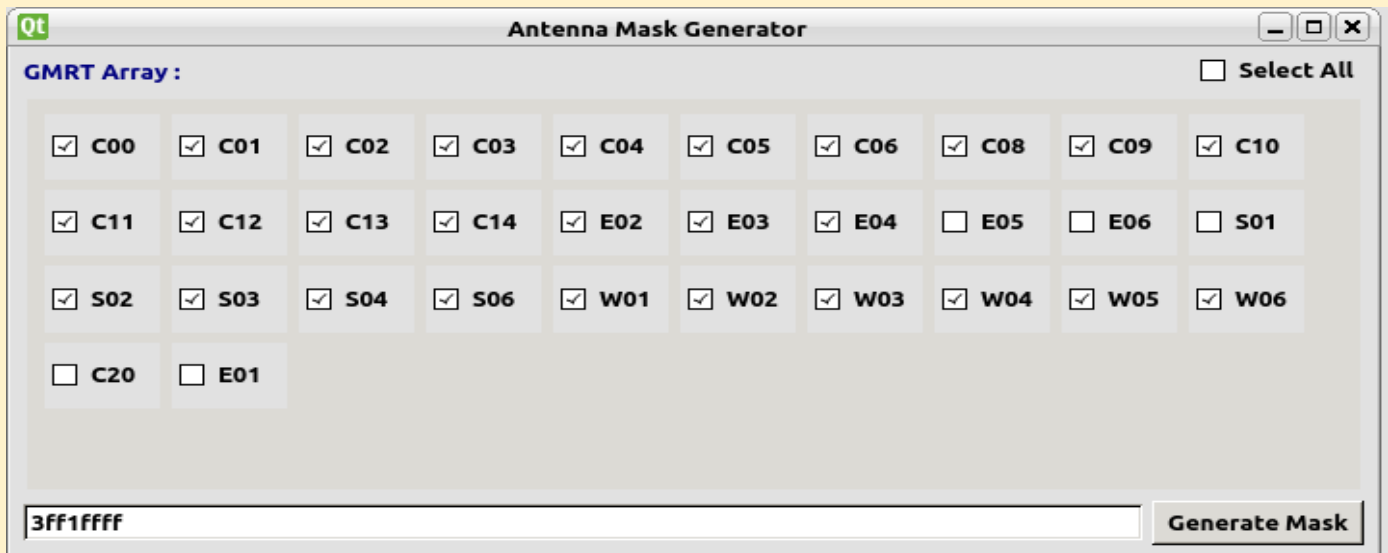 Qt Antenna Mask Generator
GMRT Array : Select All
C00 C01 C02 C03 C04 C05 C06 C08 C09 C10
C11 C12 C13 C14 E02 E03 E04 E05 E06 S01
S02 S03 S04 S06 W01 W02 W03 W04 W05 W06
C20 E01
3ff1ffff Generate Mask